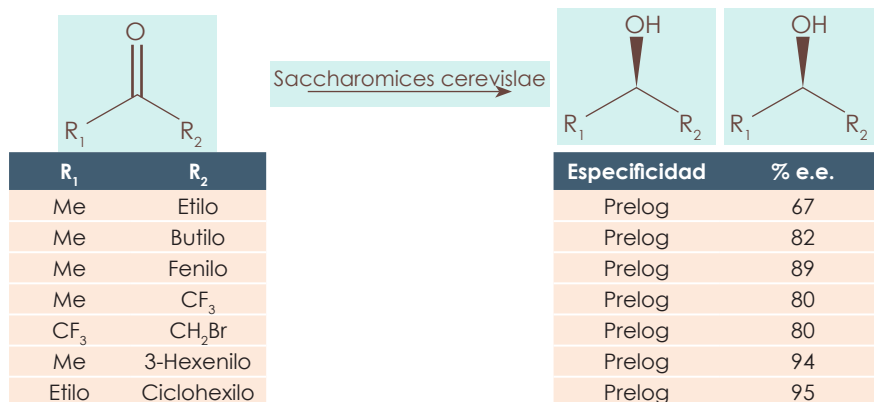 O
R1 R2
Saccharomices cerevislae
OH
R1 R2
OH
R1 R2
R1 R2 Especificidad % e.e.
Me Etilo Prelog 67
Me Butilo Prelog 82
Me Fenilo Prelog 89
Me CF3 Prelog 80
CF3 CH2Br Prelog 80
Me 3-Hexenilo Prelog 94
Etilo Ciclohexilo Prelog 95